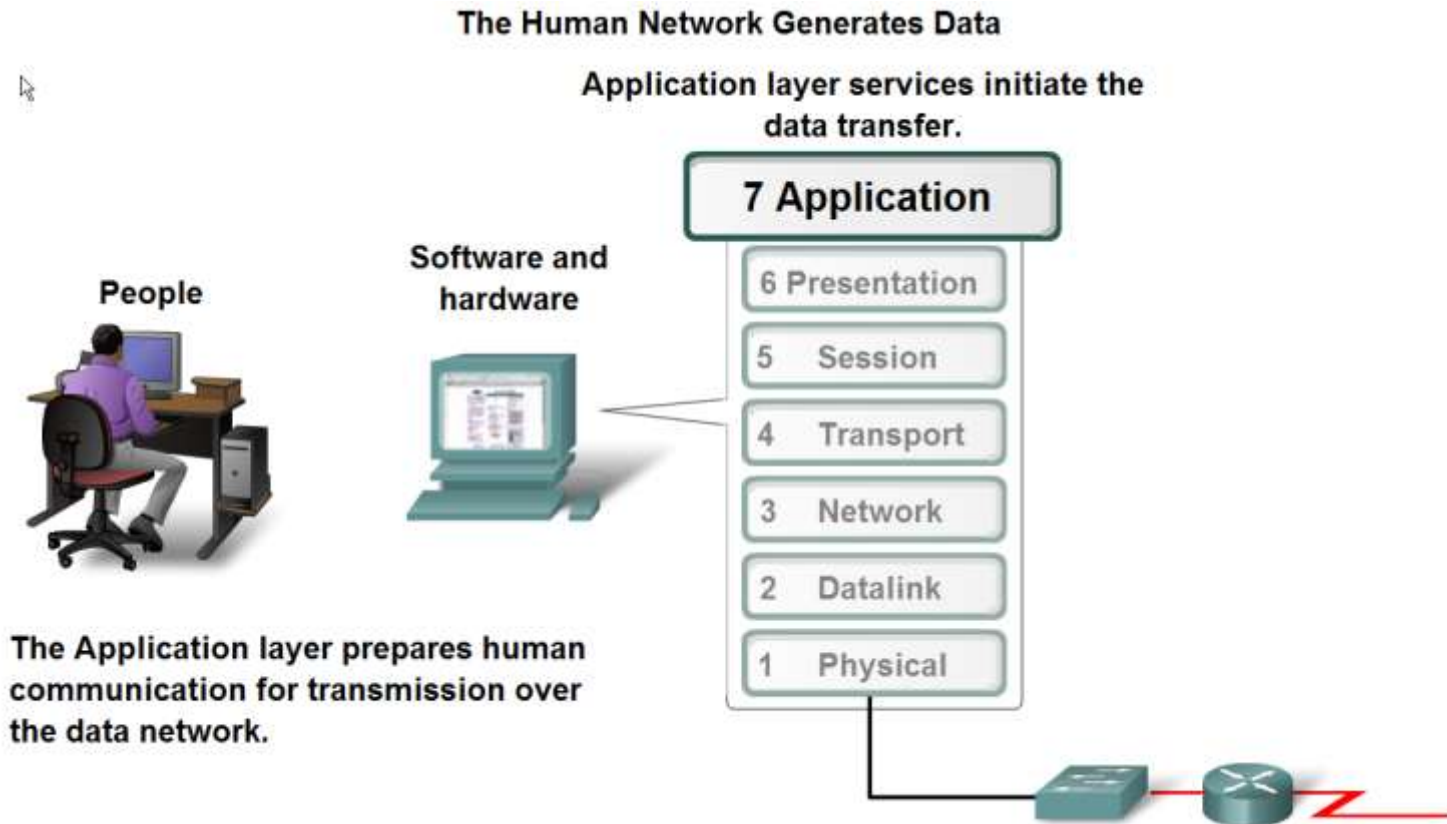 The Human Network Generates Data
Application layer services initiate the
data transfer.
7 Application
Software and
hardware
People
6 Presentation
5 Session
4 Transport
3 Network
2 Datalink
1 Physical
The Application layer prepares human
communication for transmission over
the data network.